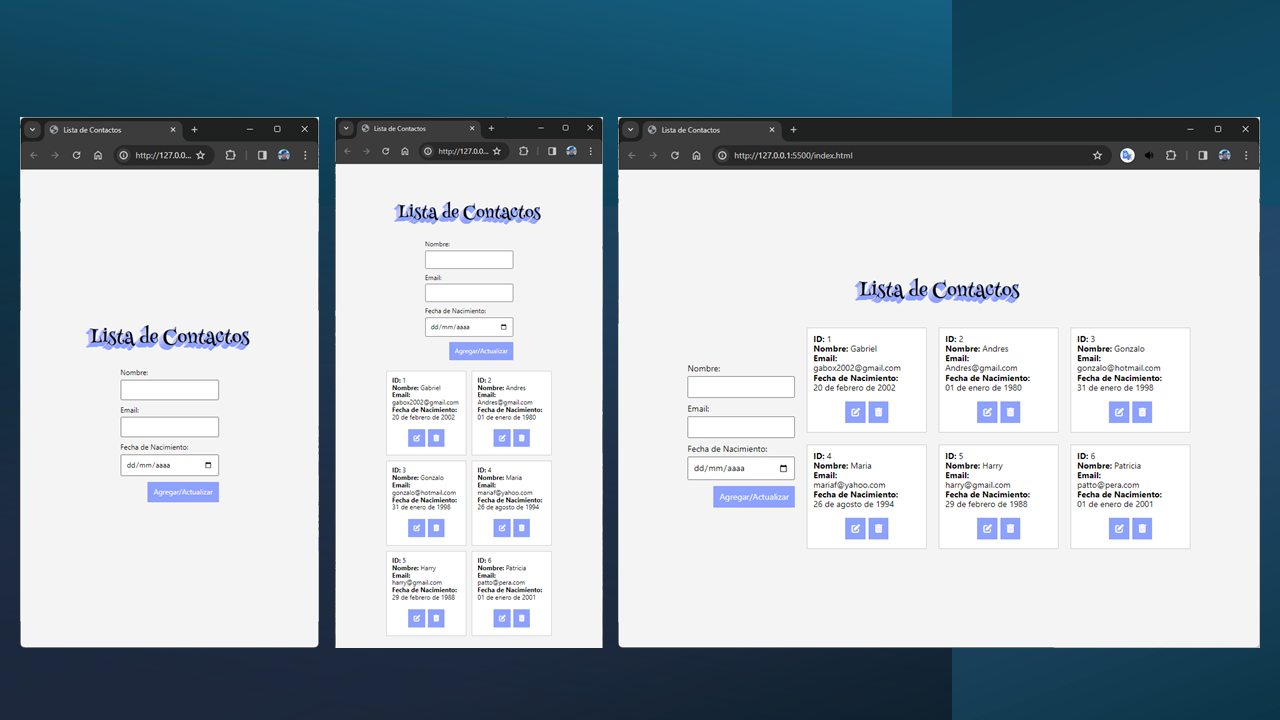 Lista de Contactos
http://127.0.0...
Lista de Contactos
Nombre:
Email:
Fecha de Nacimiento:
dd/mm/aaaa
Agregar/Actualizar
Lista de Contactos
http://127.0.0...
Lista de Contactos
Nombre:
Email:
Fecha de Nacimiento:
dd/mm/aaaa
Agregar/Actualizar
ID: 1
Nombre: Gabriel
Email:
gabox2002@gmail.com
Fecha de Nacimiento:
20 de febrero de 2002
ID: 2
Nombre: Andres
Email:
Andres@gmail.com
Fecha de Nacimiento:
01 de enero de 1980
ID: 3
Nombre: Gonzalo
Email:
gonzalo@hotmail.com
Fecha de Nacimiento:
31 de enero de 1998
ID: 4
Nombre: Maria
Email:
mariaf@yahoo.com
Fecha de Nacimiento:
26 de agosto de 1994
ID: 5
Nombre: Harry
Email:
harry@gmail.com
Fecha de Nacimiento:
29 de febrero de 1988
ID: 6
Nombre: Patricia
Email:
patto@pera.com
Fecha de Nacimiento:
01 de enero de 2001
Lista de Contactos
http://127.0.0.1:5500/index.html
Lista de Contactos
Nombre:
Email:
Fecha de Nacimiento:
dd/mm/aaaa
Agregar/Actualizar
ID: 1
Nombre: Gabriel
Email:
gabox2002@gmail.com
Fecha de Nacimiento:
20 de febrero de 2002
ID: 2
Nombre: Andres
Email:
Andres@gmail.com
Fecha de Nacimiento:
01 de enero de 1980
ID: 3
Nombre: Gonzalo
Email:
gonzalo@hotmail.com
Fecha de Nacimiento:
31 de enero de 1998
ID: 4
Nombre: Maria
Email:
mariaf@yahoo.com
Fecha de Nacimiento:
26 de agosto de 1994
ID: 5
Nombre: Harry
Email:
harry@gmail.com
Fecha de Nacimiento:
29 de febrero de 1988
ID: 6
Nombre: Patricia
Email:
patto@pera.com
Fecha de Nacimiento:
01 de enero de 2001